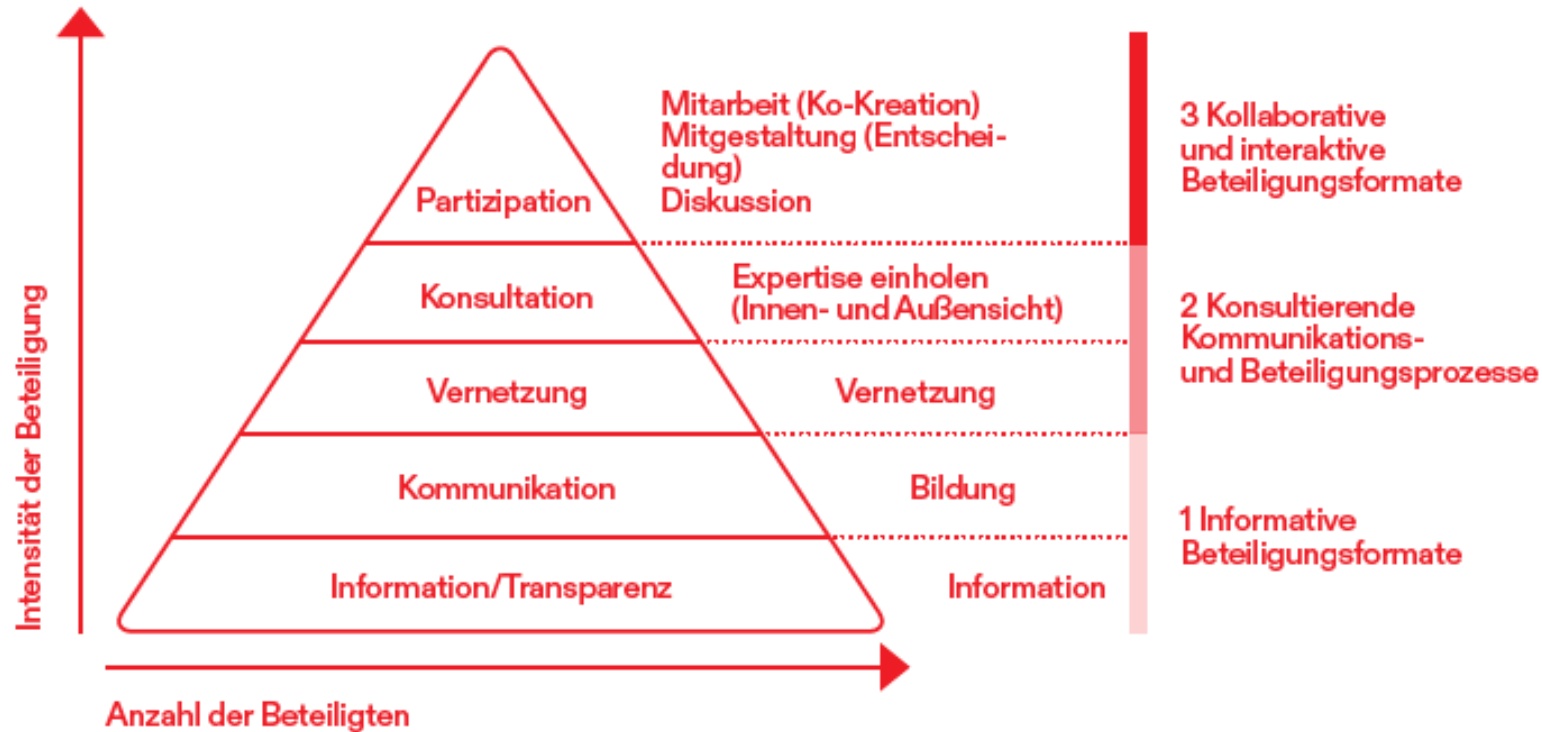 Mitarbeit (Ko-Kreation)
Mitgestaltung (Entschei-
dung)
Diskussion
Partizipation
3 Kollaborative
und interaktive
Beteiligungsformate
Konsultation
Expertise einholen
(Innen- und Außensicht)
2 Konsultierende
Kommunikations-
und Beteiligungsprozesse
Vernetzung
Vernetzung
Kommunikation
Bildung
1 Informative
Beteiligungsformate
Information/Transparenz
Information
Intensität der Beteiligung
Anzahl der Beteiligten